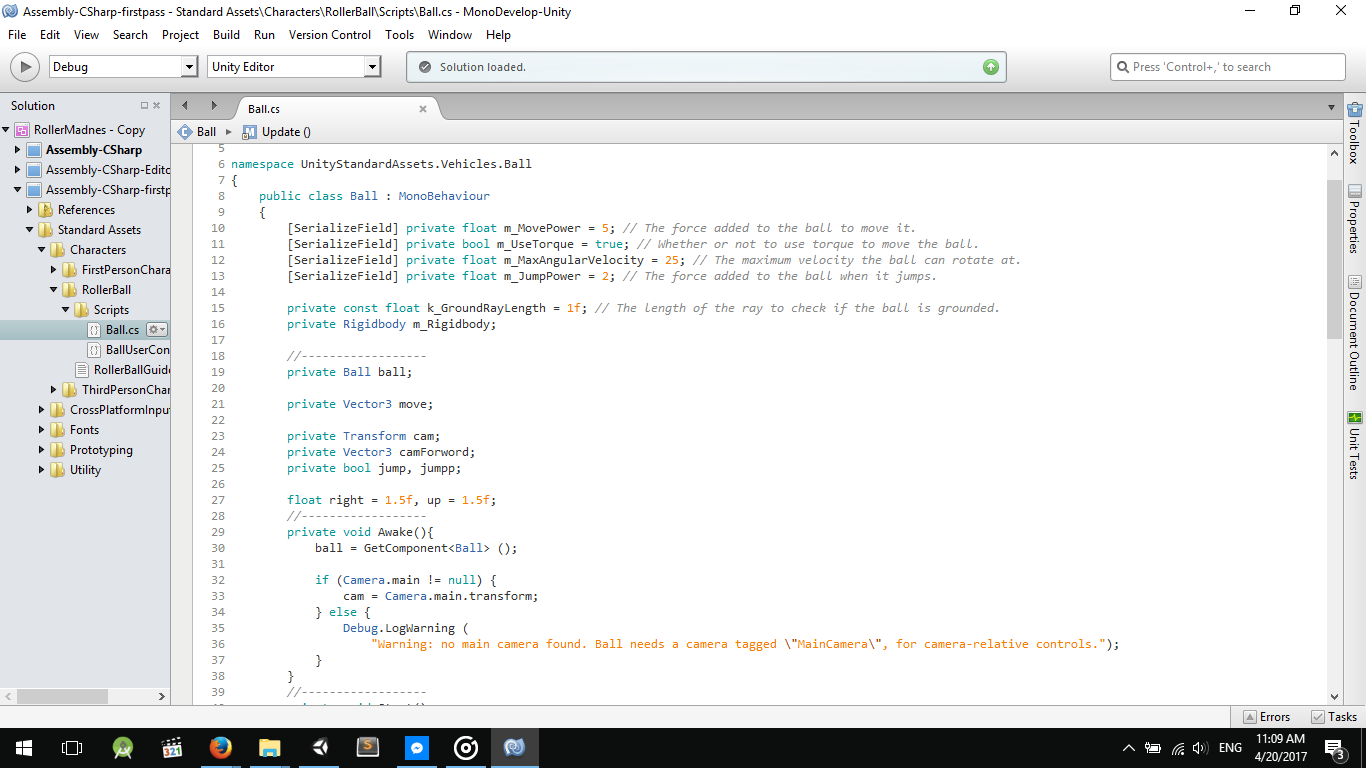 Assembly-CSharp-firstpass - Standard Assets\Characters\RollerBall\Scripts\Ball.cs - MonoDevelop-Unity
File Edit View Search Project Build Run Version Control Tools Window Help
Debug Unity Editor Solution loaded. Press 'Control+,' to search
Solution
RollerMadnes - Copy
Assembly-CSharp
Assembly-CSharp-Edito
Assembly-CSharp-firstp
References
Standard Assets
Characters
FirstPersonChara
RollerBall
Scripts
Ball.cs
BallUserCon
RollerBallGuide
ThirdPersonChar
CrossPlatformInput
Fonts
Prototyping
Utility
Ball.cs
Ball Update ()
5
6 namespace UnityStandardAssets.Vehicles.Ball
7 {
8 public class Ball : MonoBehaviour
9 {
10 [SerializeField] private float m_MovePower = 5; // The force added to the ball to move it.
11 [SerializeField] private bool m_UseTorque = true; // Whether or not to use torque to move the ball.
12 [SerializeField] private float m_MaxAngularVelocity = 25; // The maximum velocity the ball can rotate at.
13 [SerializeField] private float m_JumpPower = 2; // The force added to the ball when it jumps.
14
15 private const float k_GroundRayLength = 1f; // The length of the ray to check if the ball is grounded.
16 private Rigidbody m_Rigidbody;
17
18 //------------------
19 private Ball ball;
20
21 private Vector3 move;
22
23 private Transform cam;
24 private Vector3 camForword;
25 private bool jump, jumpp;
26
27 float right = 1.5f, up = 1.5f;
28 //------------------
29 private void Awake(){
30 ball = GetComponent<Ball> ();
31
32 if (Camera.main != null) {
33 cam = Camera.main.transform;
34 } else {
35 Debug.LogWarning (
36 "Warning: no main camera found. Ball needs a camera tagged \"MainCamera\", for camera-relative controls.");
37 }
38 }
39 //------------------
Toolbox
Properties
Document Outline
Unit Tests
Errors Tasks
321
S
ENG
11:09 AM
4/20/2017
3